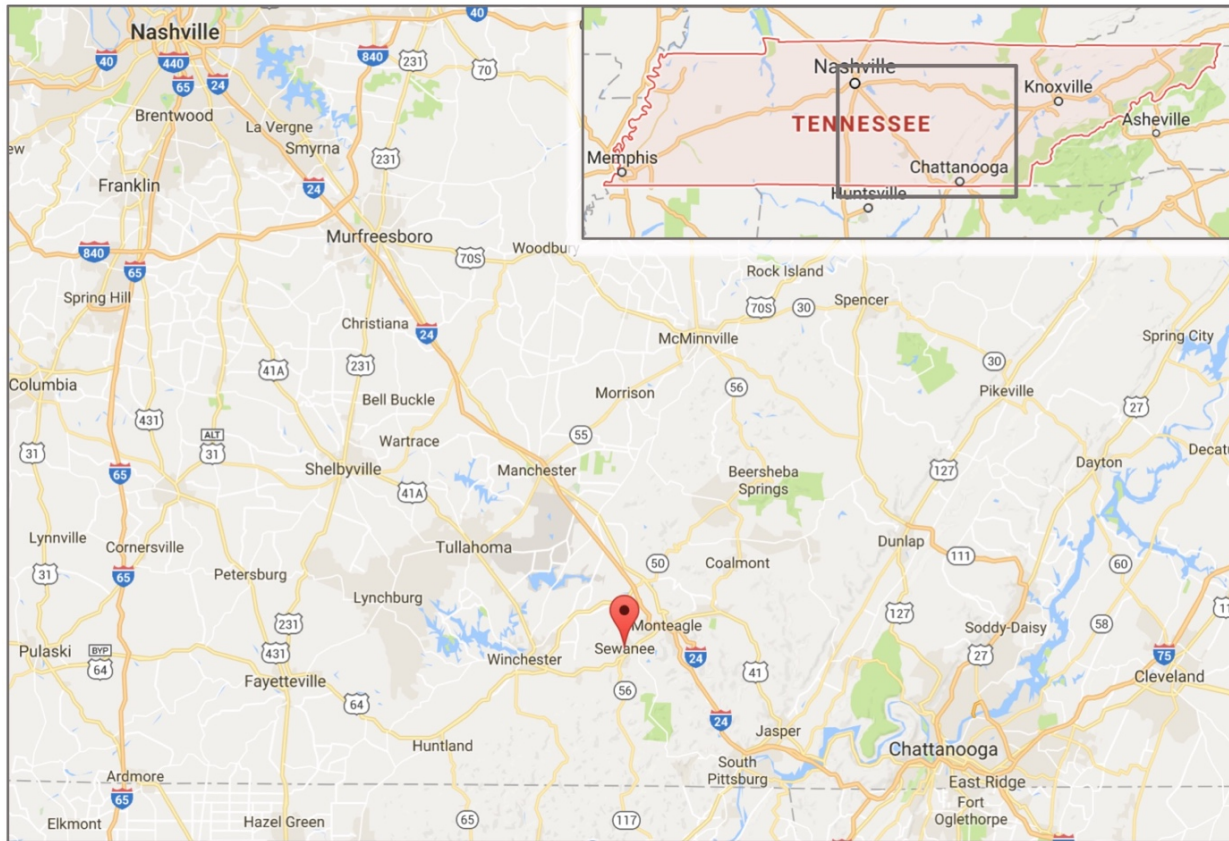 Nashville
40
40
440
65
24
840
231
70
Brentwood
La Vergne
Smyrna
231
ew
Franklin
24
Murfreesboro
840
65
70S
Woodbury
Spring Hill
Christiana
24
Rock Island
70S
30
Spencer
McMinnville
Spring City
30
Columbia
41A
231
Bell Buckle
Morrison
56
Pikeville
27
431
ALT
31
31
Wartrace
55
Shelbyville
Manchester
65
41A
Beersheba
Springs
127
Dayton
Decat
Lynnville
Cornersville
Tullahoma
Dunlap
111
31
65
Petersburg
50
Coalmont
60
Lynchburg
231
127
58
11
Soddy-Daisy
Monteagle
Sewanee
24
Pulaski
BYP
64
431
Winchester
27
75
Fayetteville
56
41
Cleveland
64
24
Huntland
Jasper
Chattanooga
South
Pittsburg
Ardmore
65
East Ridge
Fort
Oglethorpe
Elkmont
Hazel Green
65
117
Nashville
Knoxville
TENNESSEE
Asheville
Memphis
Chattanooga
Huntsville